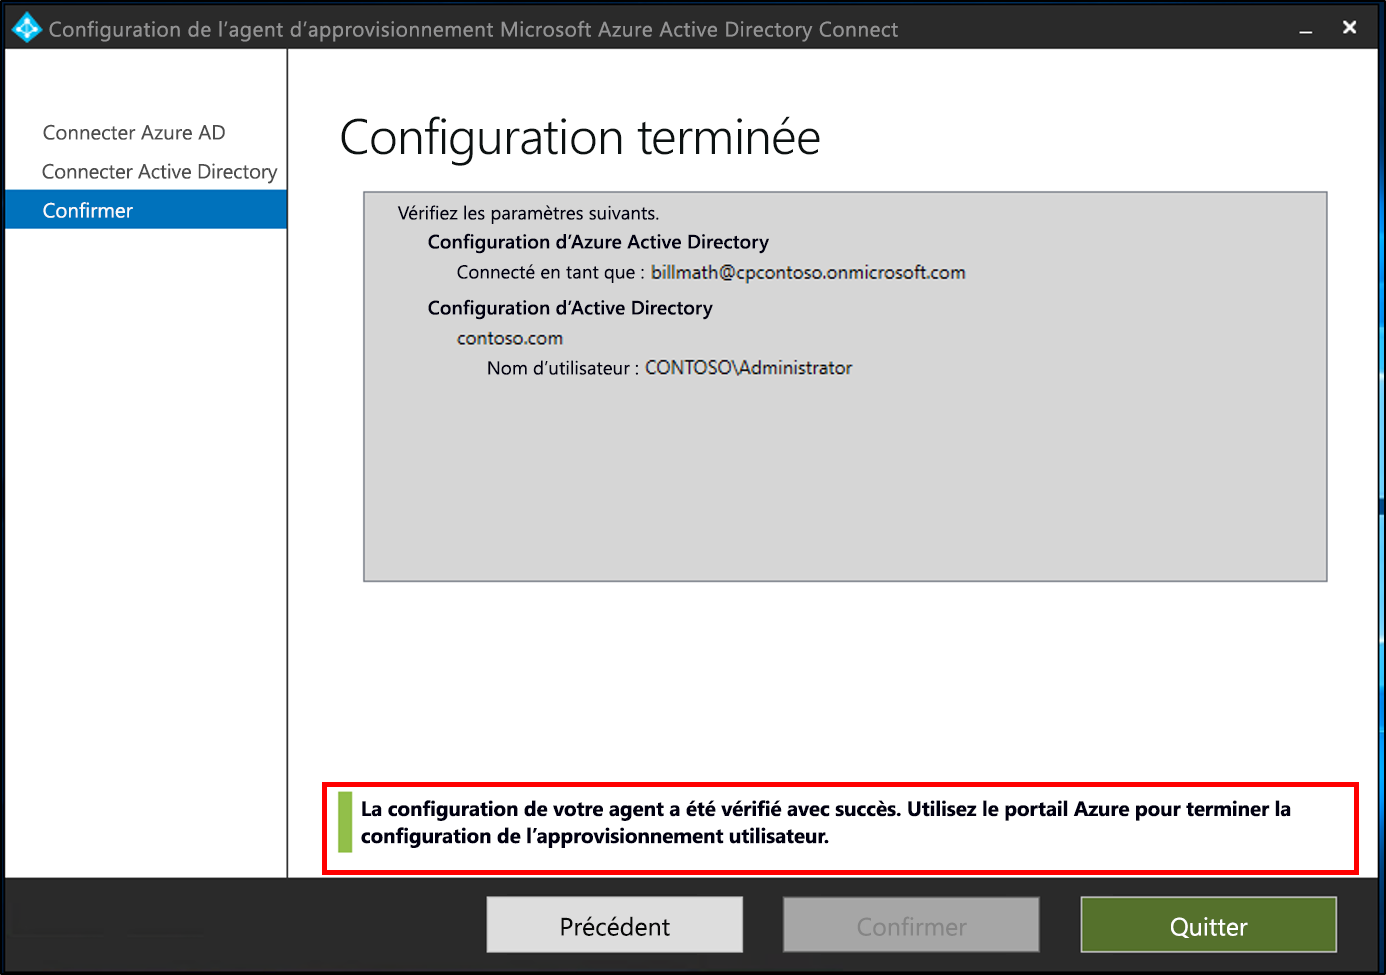 Configuration de l’agent d’approvisionnement Microsoft Azure Active Directory Connect
Connecter Azure AD
Connecter Active Directory
Confirmer
Configuration terminée
Vérifiez les paramètres suivants.
Configuration d’Azure Active Directory
Connecté en tant que : billmath@cpcontoso.onmicrosoft.com
Configuration d’Active Directory
contoso.com
Nom d’utilisateur : CONTOSO\Administrator
La configuration de votre agent a été vérifié avec succès. Utilisez le portail Azure pour terminer la
configuration de l’approvisionnement utilisateur.
Précédent
Confirmer
Quitter